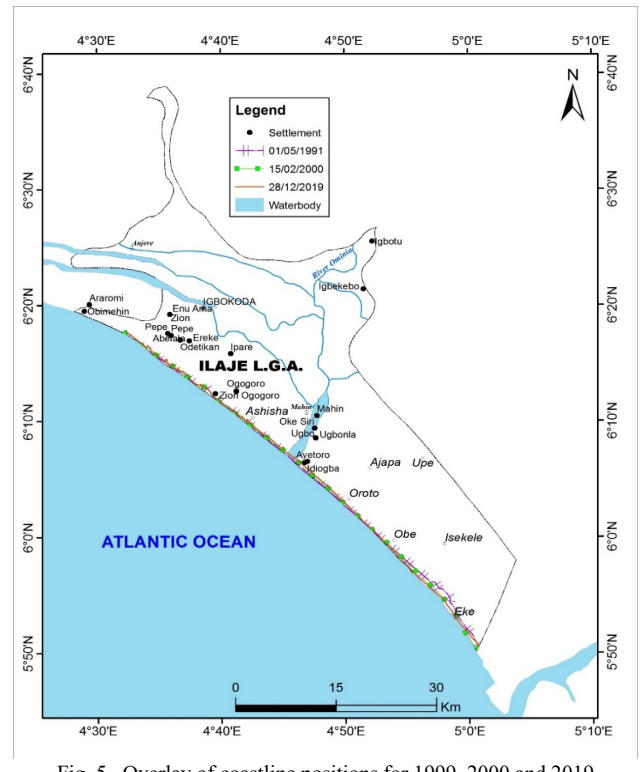 4°30'E 4°40'E 4°50'E 5°0'E 5°10'E
6°40'N 6°40'N
N
Legend
Settlement
01/05/1991
15/02/2000
28/12/2019
Waterbody
6°30'N 6°30'N
Anjere
River Ominia
Igbotu
Igbekebo
6°20'N 6°20'N
Araromi
Obimehin
Enu Ama
IGBOKODA
Zion
Pepe Pepe
Abetala Ereke
Odetikan
Ipare
ILAJE L.G.A.
Ogogoro
Zion Ogogoro
Ashisha
Mahin
Mahin
6°10'N 6°10'N
Oke Siri
Ugbo Ugbonla
Ayetoro
Idiogba
Ajapa
Upe
Oroto
6°0'N 6°0'N
ATLANTIC OCEAN
Obe
Isekele
Eke
5°50'N 5°50'N
0 15 30
Km
4°30'E 4°40'E 4°50'E 5°0'E 5°10'E
Fig. 5 Overlay of coastline positions for 1999, 2000 and 2019